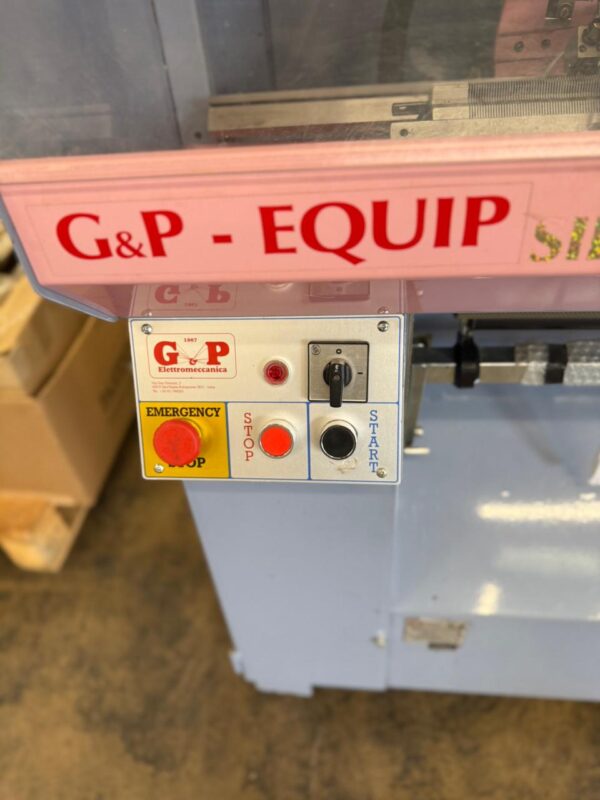 G&P - EQUIP
1987
G&P
Elettromeccanica
EMERGENCY
STOP
STOP
START